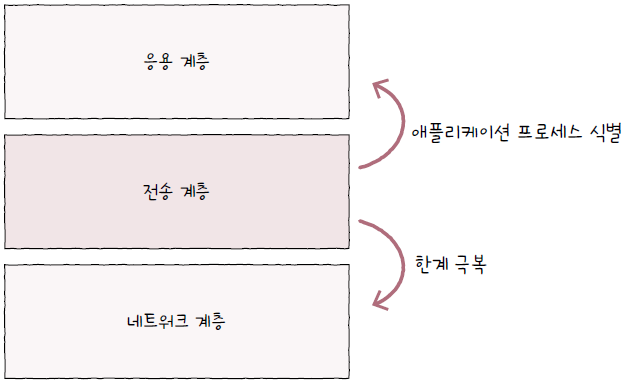 응용 계층
애플리케이션 프로세스 식별
전송 계층
한계 극복
네트워크 계층